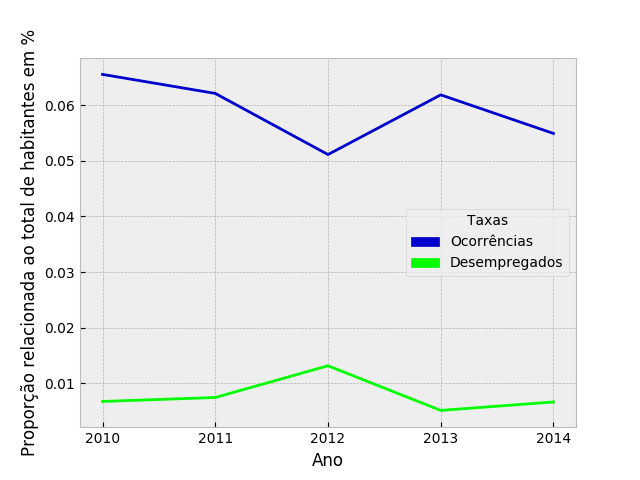 Proporção relacionada ao total de habitantes em %
0.06
0.05
0.04
0.03
0.02
0.01
Taxas
Ocorrências
Desempregados
2010 2011 2012 2013 2014
Ano